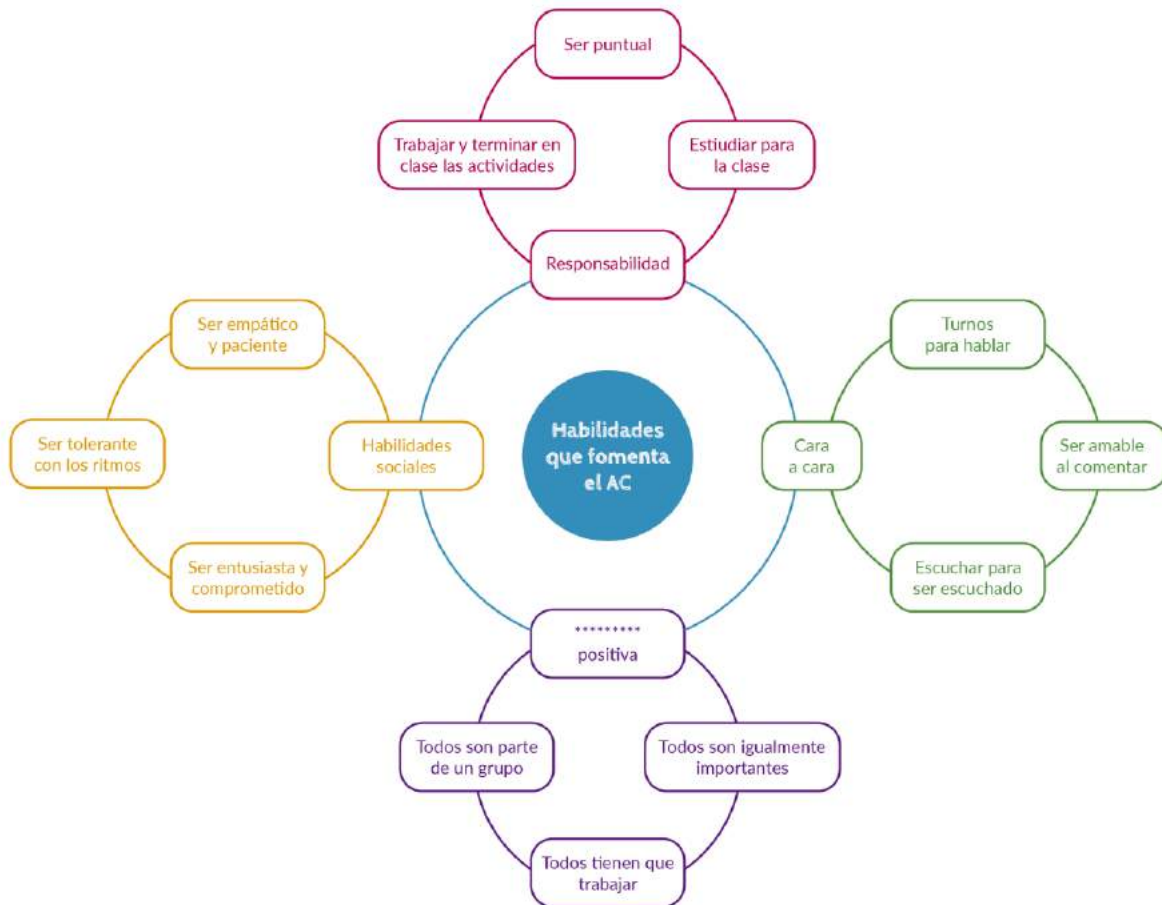 Ser puntual
Trabajar y terminar en
clase las actividades
Estiudiar para
la clase
Responsabilidad
Ser empático
y paciente
Ser tolerante
con los ritmos
Habilidades
sociales
Ser entusiasta y
comprometido
Habilidades
que fomenta
el AC
Turnos
para hablar
Cara
a cara
Ser amable
al comentar
Escuchar para
ser escuchado
*********
positiva
Todos son parte
de un grupo
Todos son igualmente
importantes
Todos tienen que
trabajar